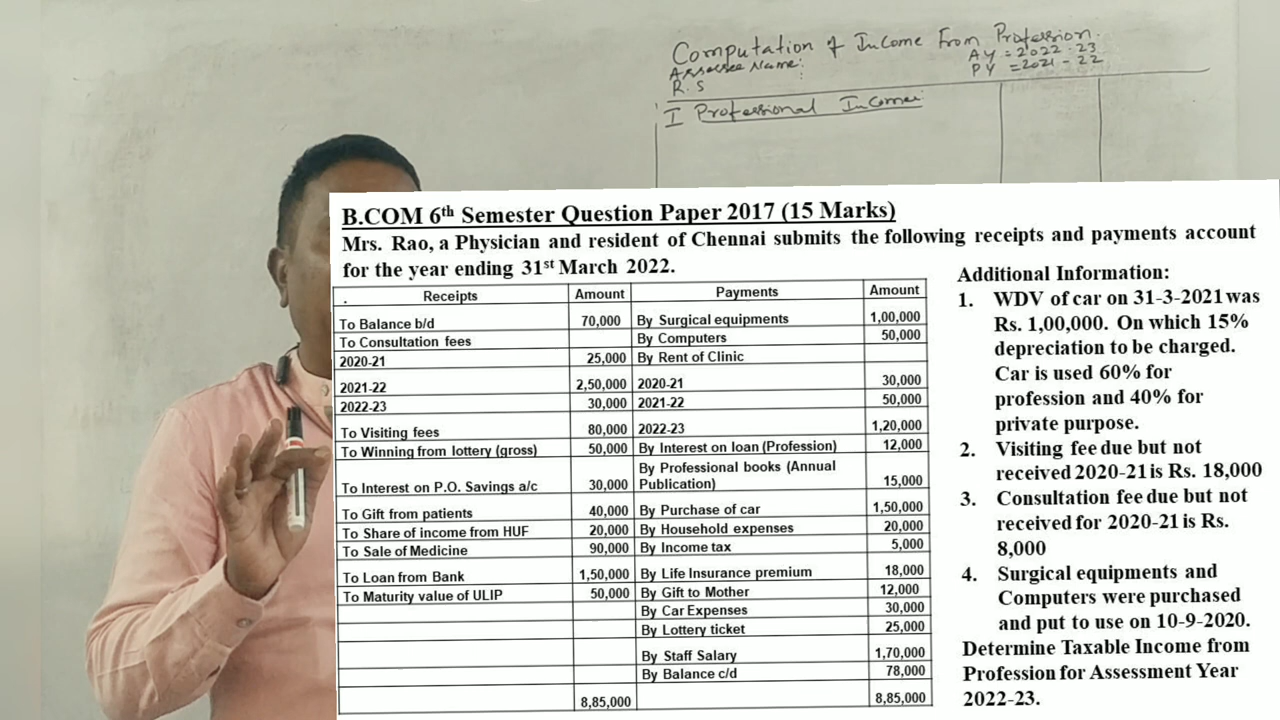 Computation of Income From Profession.
Assessee Name:
A Y = 2022-23
R. S
P Y = 2021-22
I Professional Income:
B.COM 6th Semester Question Paper 2017 (15 Marks)
Mrs. Rao, a Physician and resident of Chennai submits the following receipts and payments account
for the year ending 31st March 2022.
. Receipts Amount Payments Amount
To Balance b/d 70,000 By Surgical equipments 1,00,000
To Consultation fees By Computers 50,000
2020-21 25,000 By Rent of Clinic
2021-22 2,50,000 2020-21 30,000
2022-23 30,000 2021-22 50,000
To Visiting fees 80,000 2022-23 1,20,000
To Winning from lottery (gross) 50,000 By Interest on loan (Profession) 12,000
By Professional books (Annual
To Interest on P.O. Savings a/c 30,000 Publication) 15,000
To Gift from patients 40,000 By Purchase of car 1,50,000
To Share of income from HUF 20,000 By Household expenses 20,000
To Sale of Medicine 90,000 By Income tax 5,000
To Loan from Bank 1,50,000 By Life Insurance premium 18,000
To Maturity value of ULIP 50,000 By Gift to Mother 12,000
By Car Expenses 30,000
By Lottery ticket 25,000
By Staff Salary 1,70,000
By Balance c/d 78,000
8,85,000 8,85,000
Additional Information:
1. WDV of car on 31-3-2021 was
Rs. 1,00,000. On which 15%
depreciation to be charged.
Car is used 60% for
profession and 40% for
private purpose.
2. Visiting fee due but not
received 2020-21 is Rs. 18,000
3. Consultation fee due but not
received for 2020-21 is Rs.
8,000
4. Surgical equipments and
Computers were purchased
and put to use on 10-9-2020.
Determine Taxable Income from
Profession for Assessment Year
2022-23.